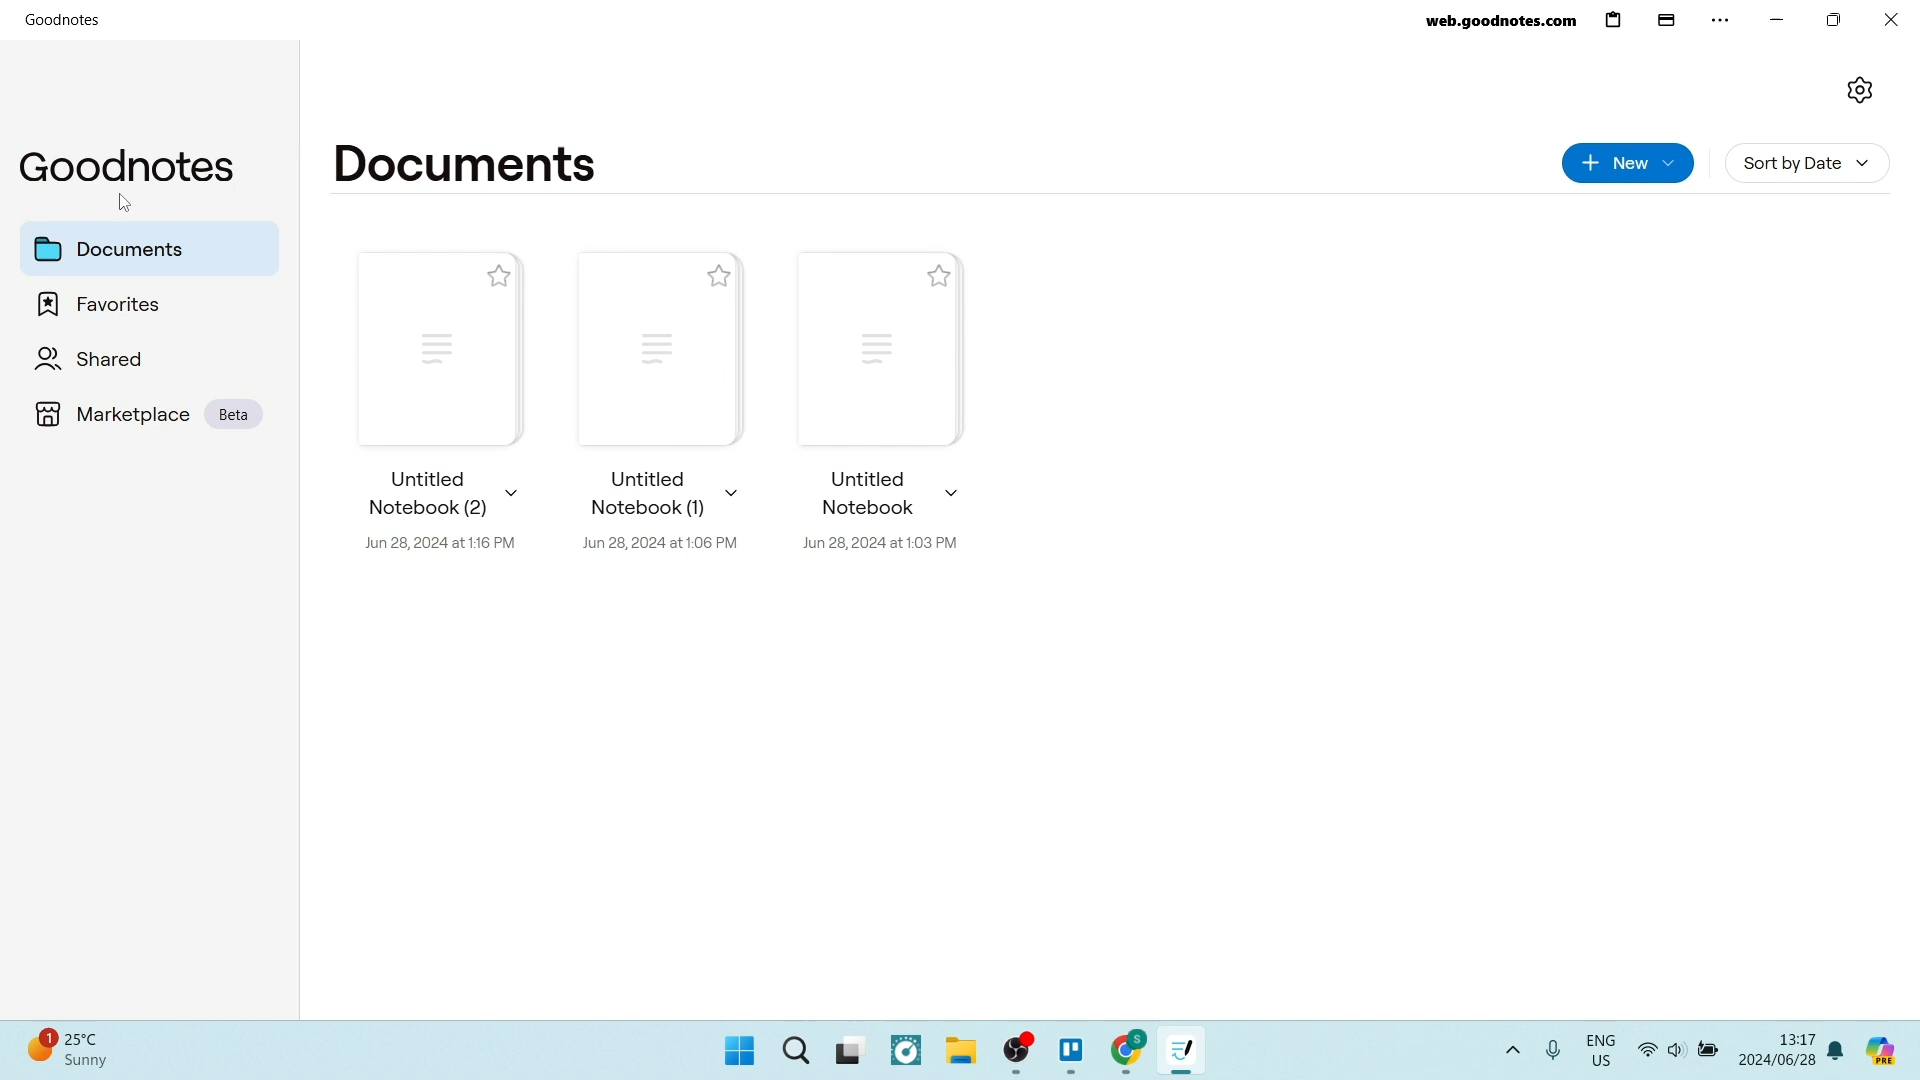 Goodnotes
web.goodnotes.com
Goodnotes
Documents
Favorites
Shared
Marketplace Beta
Documents
New
Sort by Date
Untitled
Notebook (2)
Jun 28, 2024 at 1:16 PM
Untitled
Notebook (1)
Jun 28, 2024 at 1:06 PM
Untitled
Notebook
Jun 28, 2024 at 1:03 PM
1
25°C
Sunny
S
ENG
US
13:17
2024/06/28
PRE